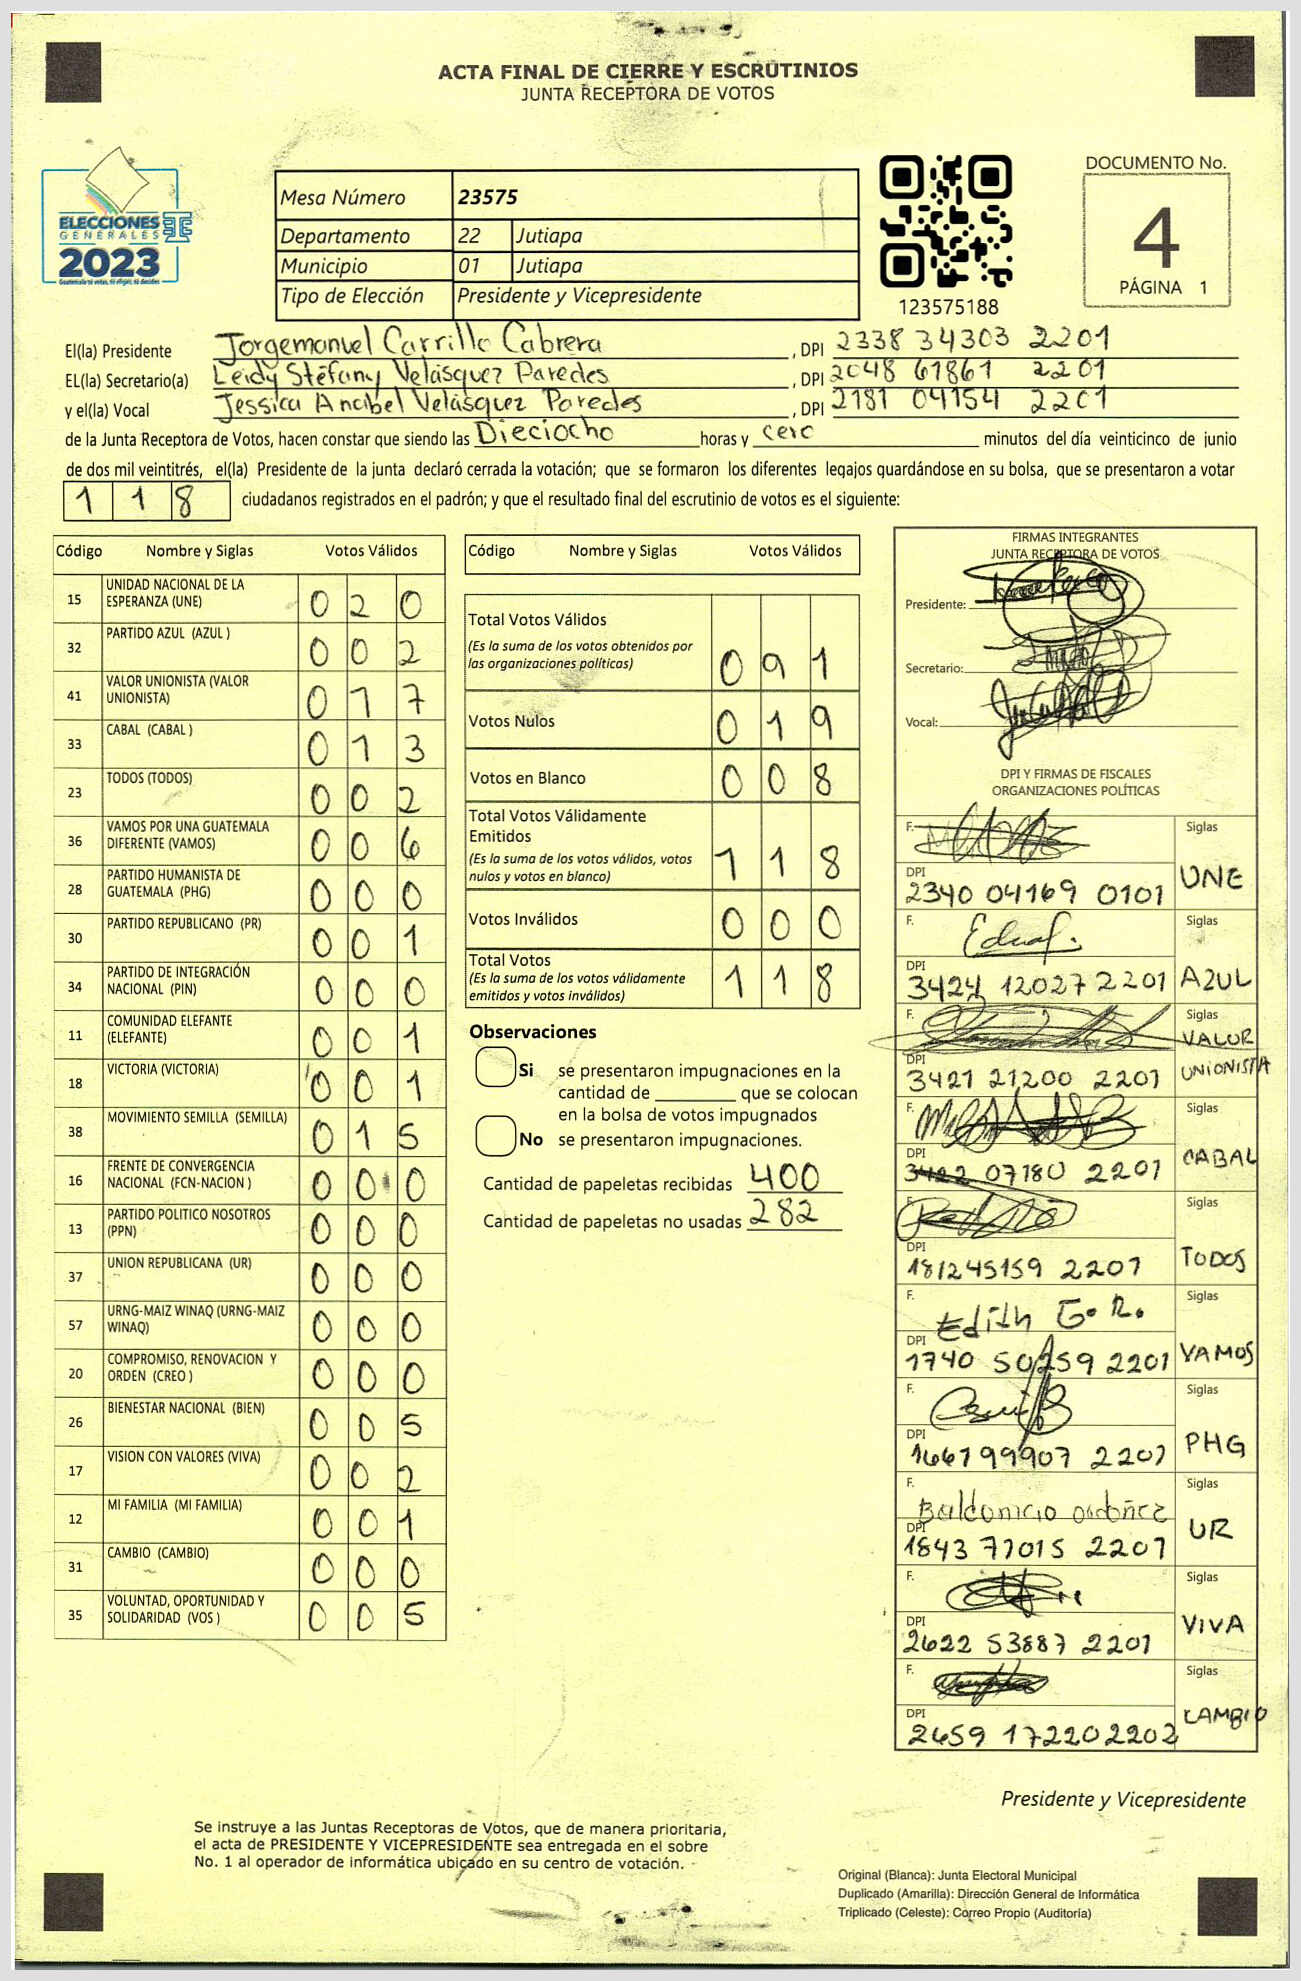 ACTA FINAL DE CIERRE Y ESCRUTINIOS
JUNTA RECEPTORA DE VOTOS
ELECCIONES
GENERALES
2023
Guatemala tú votas, tú eliges, tú decides
Mesa Número 23575
Departamento 22 Jutiapa
Municipio 01 Jutiapa
Tipo de Elección Presidente y Vicepresidente
123575188
DOCUMENTO No.
4
PÁGINA 1
El(la) Presidente Jorgemanuel Carrillo Cabrera , DPI 2338 34303 2201
EL(la) Secretario(a) Leidy Stéfany Velásquez Paredes , DPI 2048 61861 2201
y el(la) Vocal Jessica Anabel Velásquez Paredes , DPI 2181 04154 2201
de la Junta Receptora de Votos, hacen constar que siendo las Dieciocho horas y cero minutos del día veinticinco de junio
de dos mil veintitrés, el(la) Presidente de la junta declaró cerrada la votación; que se formaron los diferentes legajos guardándose en su bolsa, que se presentaron a votar
118 ciudadanos registrados en el padrón; y que el resultado final del escrutinio de votos es el siguiente:
Código Nombre y Siglas Votos Válidos
15 UNIDAD NACIONAL DE LA
ESPERANZA (UNE) 0 2 0
32 PARTIDO AZUL (AZUL ) 0 0 2
41 VALOR UNIONISTA (VALOR
UNIONISTA) 0 1 7
33 CABAL (CABAL ) 0 1 3
23 TODOS (TODOS) 0 0 2
36 VAMOS POR UNA GUATEMALA
DIFERENTE (VAMOS) 0 0 6
28 PARTIDO HUMANISTA DE
GUATEMALA (PHG) 0 0 0
30 PARTIDO REPUBLICANO (PR) 0 0 1
34 PARTIDO DE INTEGRACIÓN
NACIONAL (PIN) 0 0 0
11 COMUNIDAD ELEFANTE
(ELEFANTE) 0 0 1
18 VICTORIA (VICTORIA) 0 0 1
38 MOVIMIENTO SEMILLA (SEMILLA) 0 1 5
16 FRENTE DE CONVERGENCIA
NACIONAL (FCN-NACION ) 0 0 0
13 PARTIDO POLITICO NOSOTROS
(PPN) 0 0 0
37 UNION REPUBLICANA (UR) 0 0 0
57 URNG-MAIZ WINAQ (URNG-MAIZ
WINAQ) 0 0 0
20 COMPROMISO, RENOVACION Y
ORDEN (CREO ) 0 0 0
26 BIENESTAR NACIONAL (BIEN) 0 0 5
17 VISION CON VALORES (VIVA) 0 0 2
12 MI FAMILIA (MI FAMILIA) 0 0 1
31 CAMBIO (CAMBIO) 0 0 0
35 VOLUNTAD, OPORTUNIDAD Y
SOLIDARIDAD (VOS ) 0 0 5
Código Nombre y Siglas Votos Válidos
Total Votos Válidos
(Es la suma de los votos obtenidos por
las organizaciones políticas) 0 9 1
Votos Nulos 0 1 9
Votos en Blanco 0 0 8
Total Votos Válidamente
Emitidos
(Es la suma de los votos válidos, votos
nulos y votos en blanco) 1 1 8
Votos Inválidos 0 0 0
Total Votos
(Es la suma de los votos válidamente
emitidos y votos inválidos) 1 1 8
Observaciones
Si se presentaron impugnaciones en la
cantidad de ________ que se colocan
en la bolsa de votos impugnados
No se presentaron impugnaciones.
Cantidad de papeletas recibidas 400
Cantidad de papeletas no usadas 282
FIRMAS INTEGRANTES
JUNTA RECEPTORA DE VOTOS
Presidente:
Secretario:
Vocal:
DPI Y FIRMAS DE FISCALES
ORGANIZACIONES POLÍTICAS
F. Siglas
DPI
2340 04169 0101 UNE
F. Siglas
DPI
3424 12027 2201 AZUL
F. Siglas
VALOR
DPI
3421 21200 2201 UNIONISTA
F. Siglas
DPI
3422 07180 2201 CABAL
F. Siglas
DPI
181245159 2201 TODOS
F. Edith G. R. Siglas
DPI
1740 50259 2201 VAMOS
F. Siglas
DPI
1661 99907 2201 PHG
F. Siglas
Ordóñez
DPI
1843 77015 2201 UR
F. Siglas
DPI
2622 53887 2201 VIVA
F. Siglas
DPI
2659 17220 2202 CAMBIO
Presidente y Vicepresidente
Se instruye a las Juntas Receptoras de Votos, que de manera prioritaria,
el acta de PRESIDENTE Y VICEPRESIDENTE sea entregada en el sobre
No. 1 al operador de informática ubicado en su centro de votación.
Original (Blanca): Junta Electoral Municipal
Duplicado (Amarilla): Dirección General de Informática
Triplicado (Celeste): Correo Propio (Auditoría)